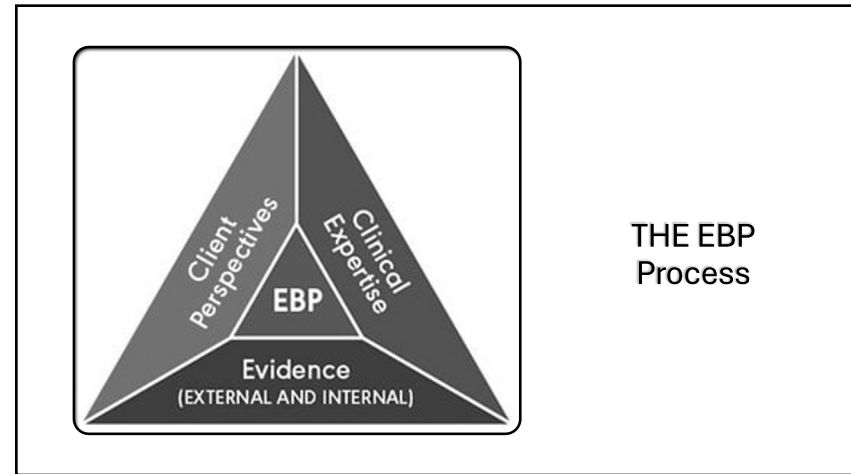 Client
Perspectives
Clinical
Expertise
EBP
Evidence
(EXTERNAL AND INTERNAL)
THE EBP
Process